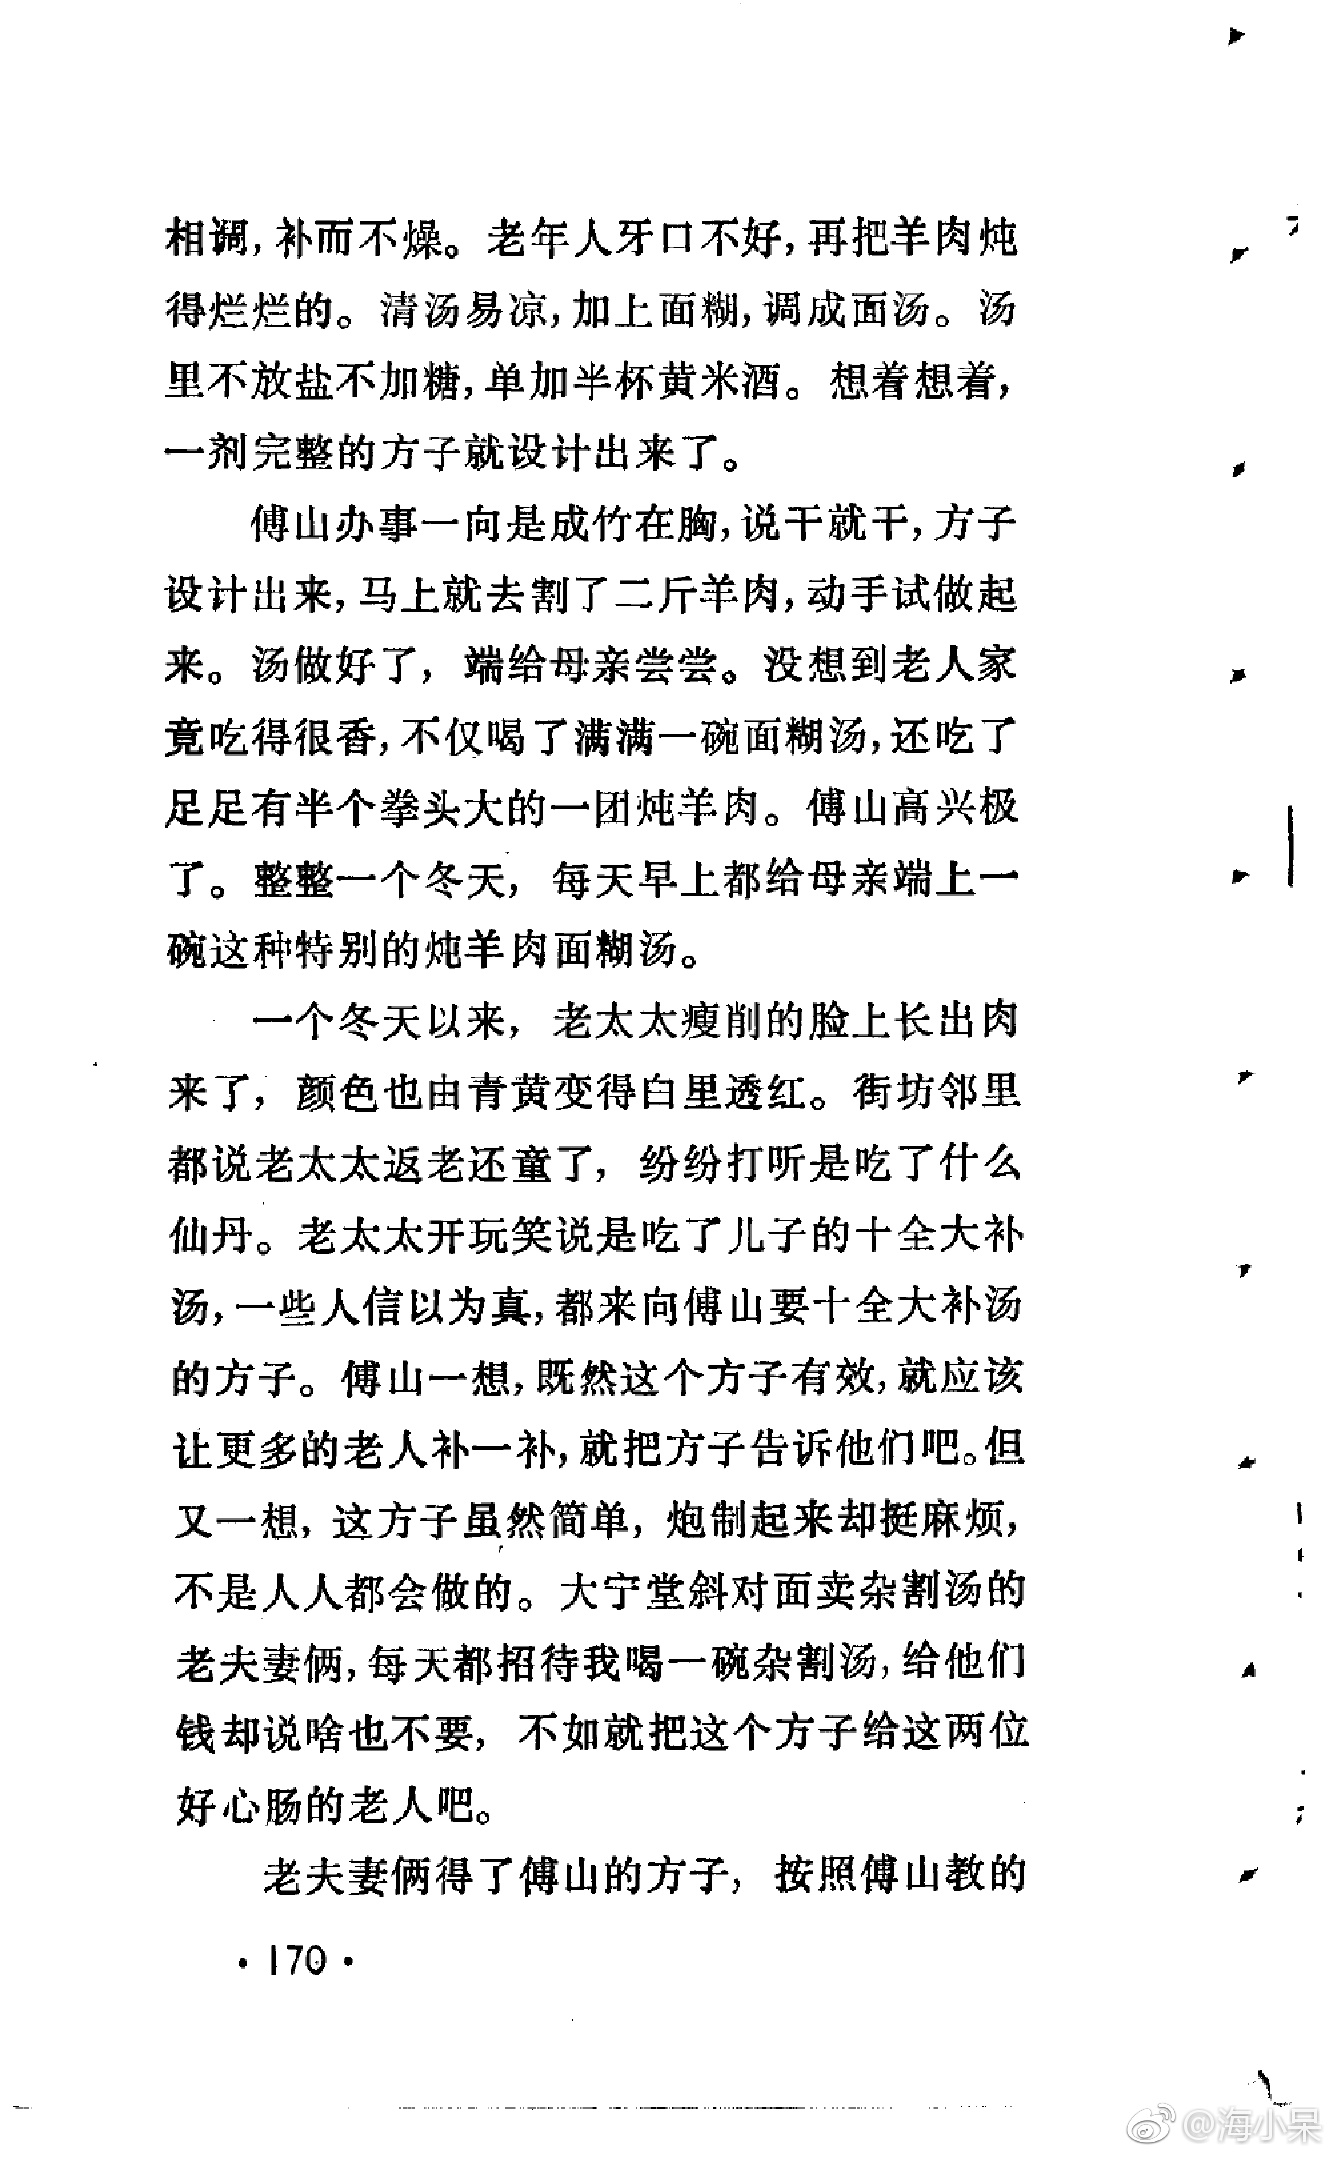 相调，补而不燥。老年人牙口不好，再把羊肉炖
得烂烂的。清汤易凉，加上面糊，调成面汤。汤
里不放盐不加糖，单加半杯黄米酒。想着想着，
一剂完整的方子就设计出来了。
傅山办事一向是成竹在胸，说干就干，方子
设计出来，马上就去割了二斤羊肉，动手试做起
来。汤做好了，端给母亲尝尝。没想到老人家
竟吃得很香，不仅喝了满满一碗面糊汤，还吃了
足足有半个拳头大的一团炖羊肉。傅山高兴极
了。整整一个冬天，每天早上都给母亲端上一
碗这种特别的炖羊肉面糊汤。
一个冬天以来，老太太瘦削的脸上长出肉
来了，颜色也由青黄变得白里透红。街坊邻里
都说老太太返老还童了，纷纷打听是吃了什么
仙丹。老太太开玩笑说是吃了儿子的十全大补
汤，一些人信以为真，都来向傅山要十全大补汤
的方子。傅山一想，既然这个方子有效，就应该
让更多的老人补一补，就把方子告诉他们吧。但
又一想，这方子虽然简单，炮制起来却挺麻烦，
不是人人都会做的。大宁堂斜对面卖杂割汤的
老夫妻俩，每天都招待我喝一碗杂割汤，给他们
钱却说啥也不要，不如就把这个方子给这两位
好心肠的老人吧。
老夫妻俩得了傅山的方子，按照傅山教的
·170·
@海小呆